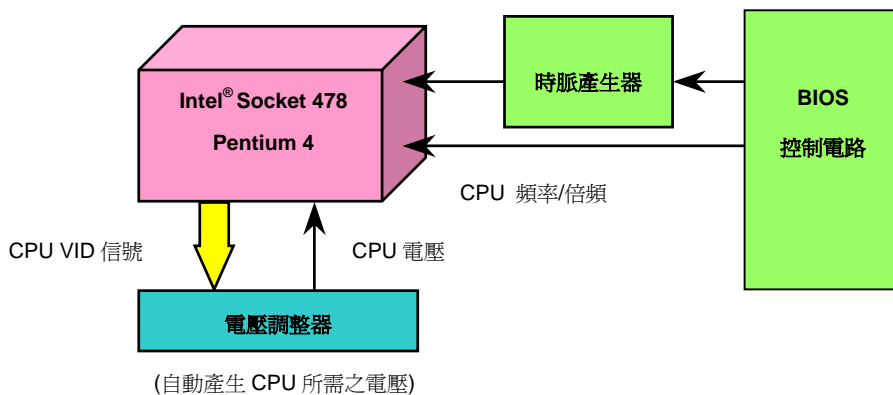 Intel® Socket 478
Pentium 4
時脈產生器
BIOS
控制電路
CPU 頻率/倍頻
CPU VID 信號
CPU 電壓
電壓調整器
(自動產生 CPU 所需之電壓)